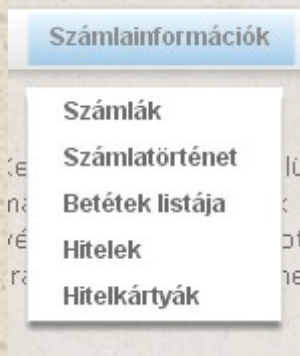 Számlainformációk
Számlák
Számlatörténet
Betétek listája
Hitelek
Hitelkártyák